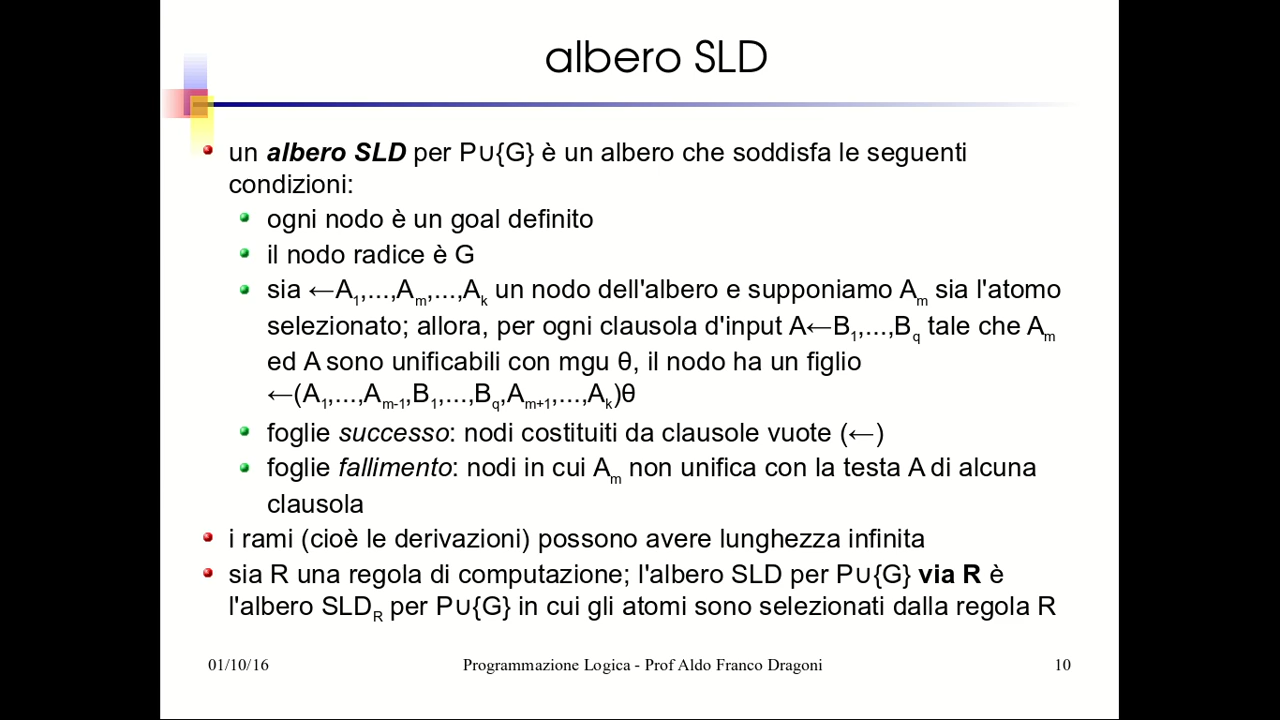 albero SLD
un albero SLD per P∪{G} è un albero che soddisfa le seguenti
condizioni:
ogni nodo è un goal definito
il nodo radice è G
sia ←A1,...,Am,...,Ak un nodo dell'albero e supponiamo Am sia l'atomo
selezionato; allora, per ogni clausola d'input A←B1,...,Bq tale che Am
ed A sono unificabili con mgu θ, il nodo ha un figlio
←(A1,...,Am-1,B1,...,Bq,Am+1,...,Ak)θ
foglie successo: nodi costituiti da clausole vuote (←)
foglie fallimento: nodi in cui Am non unifica con la testa A di alcuna
clausola
i rami (cioè le derivazioni) possono avere lunghezza infinita
sia R una regola di computazione; l'albero SLD per P∪{G} via R è
l'albero SLDR per P∪{G} in cui gli atomi sono selezionati dalla regola R
01/10/16 Programmazione Logica - Prof Aldo Franco Dragoni 10